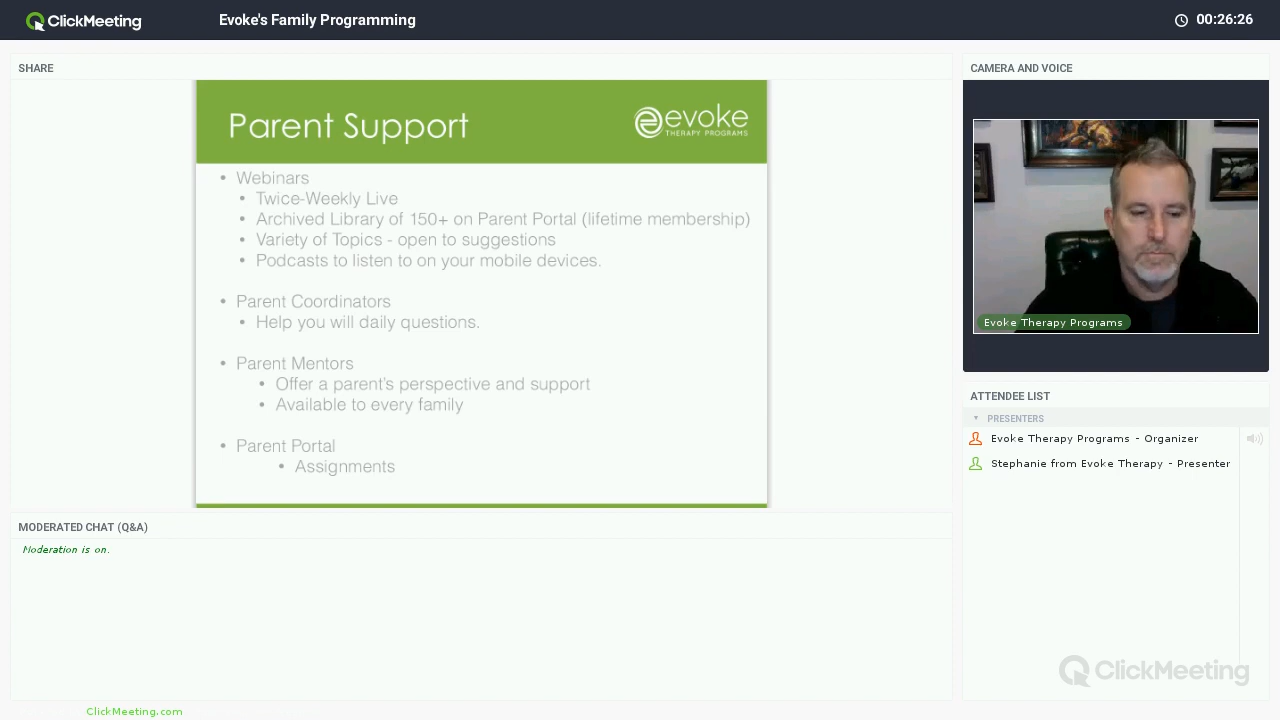 ClickMeeting
Evoke's Family Programming
00:26:26
SHARE
Parent Support
evoke
THERAPY PROGRAMS
• Webinars
• Twice-Weekly Live
• Archived Library of 150+ on Parent Portal (lifetime membership)
• Variety of Topics - open to suggestions
• Podcasts to listen to on your mobile devices.
• Parent Coordinators
• Help you will daily questions.
• Parent Mentors
• Offer a parent's perspective and support
• Available to every family
• Parent Portal
• Assignments
CAMERA AND VOICE
Evoke Therapy Programs
ATTENDEE LIST
PRESENTERS
Evoke Therapy Programs - Organizer
Stephanie from Evoke Therapy - Presenter
MODERATED CHAT (Q&A)
Moderation is on.
ClickMeeting
ClickMeeting.com